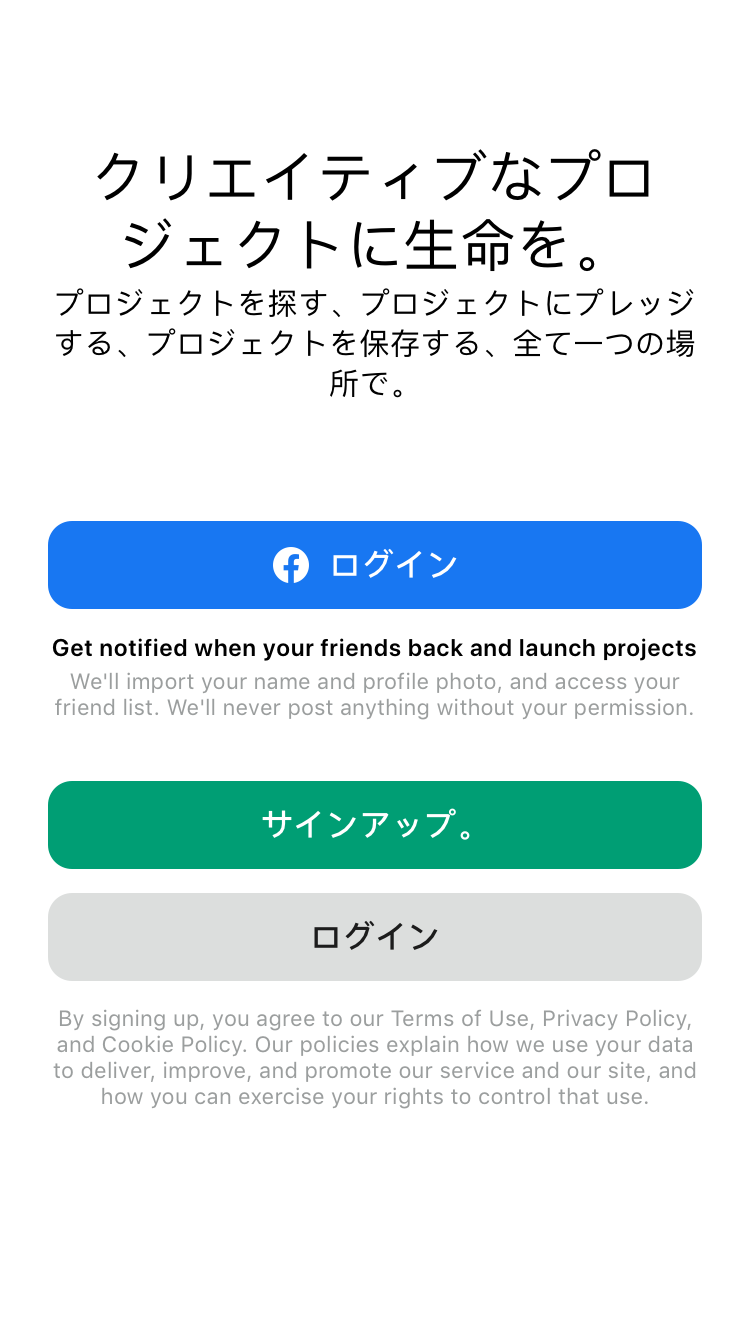 クリエイティブなプロ
ジェクトに生命を。
プロジェクトを探す、プロジェクトにプレッジ
する、プロジェクトを保存する、全て一つの場
所で。
ログイン
Get notified when your friends back and launch projects
We'll import your name and profile photo, and access your
friend list. We'll never post anything without your permission.
サインアップ。
ログイン
By signing up, you agree to our Terms of Use, Privacy Policy,
and Cookie Policy. Our policies explain how we use your data
to deliver, improve, and promote our service and our site, and
how you can exercise your rights to control that use.